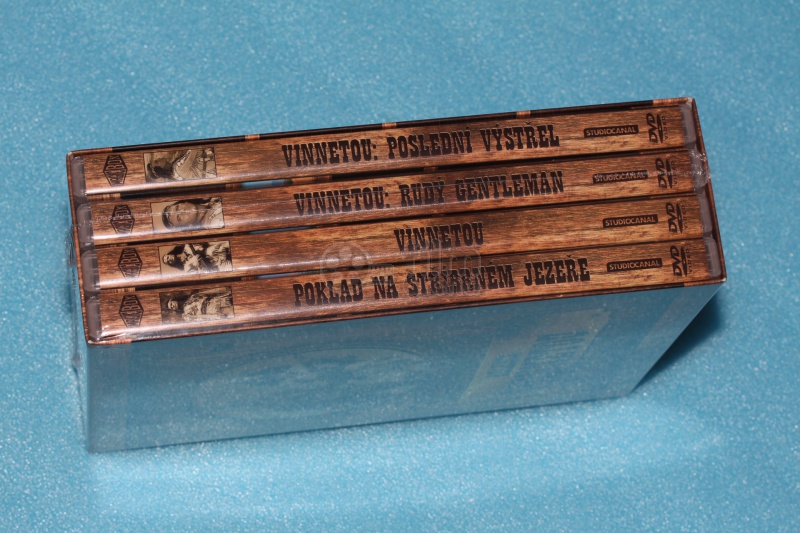 VINNETOU: POSLEDNÍ VÝSTŘEL STUDIOCANAL DVD
VINNETOU: RUDÝ GENTLEMAN STUDIOCANAL DVD
VINNETOU STUDIOCANAL DVD
POKLAD NA STŘÍBRNÉM JEZEŘE STUDIOCANAL DVD